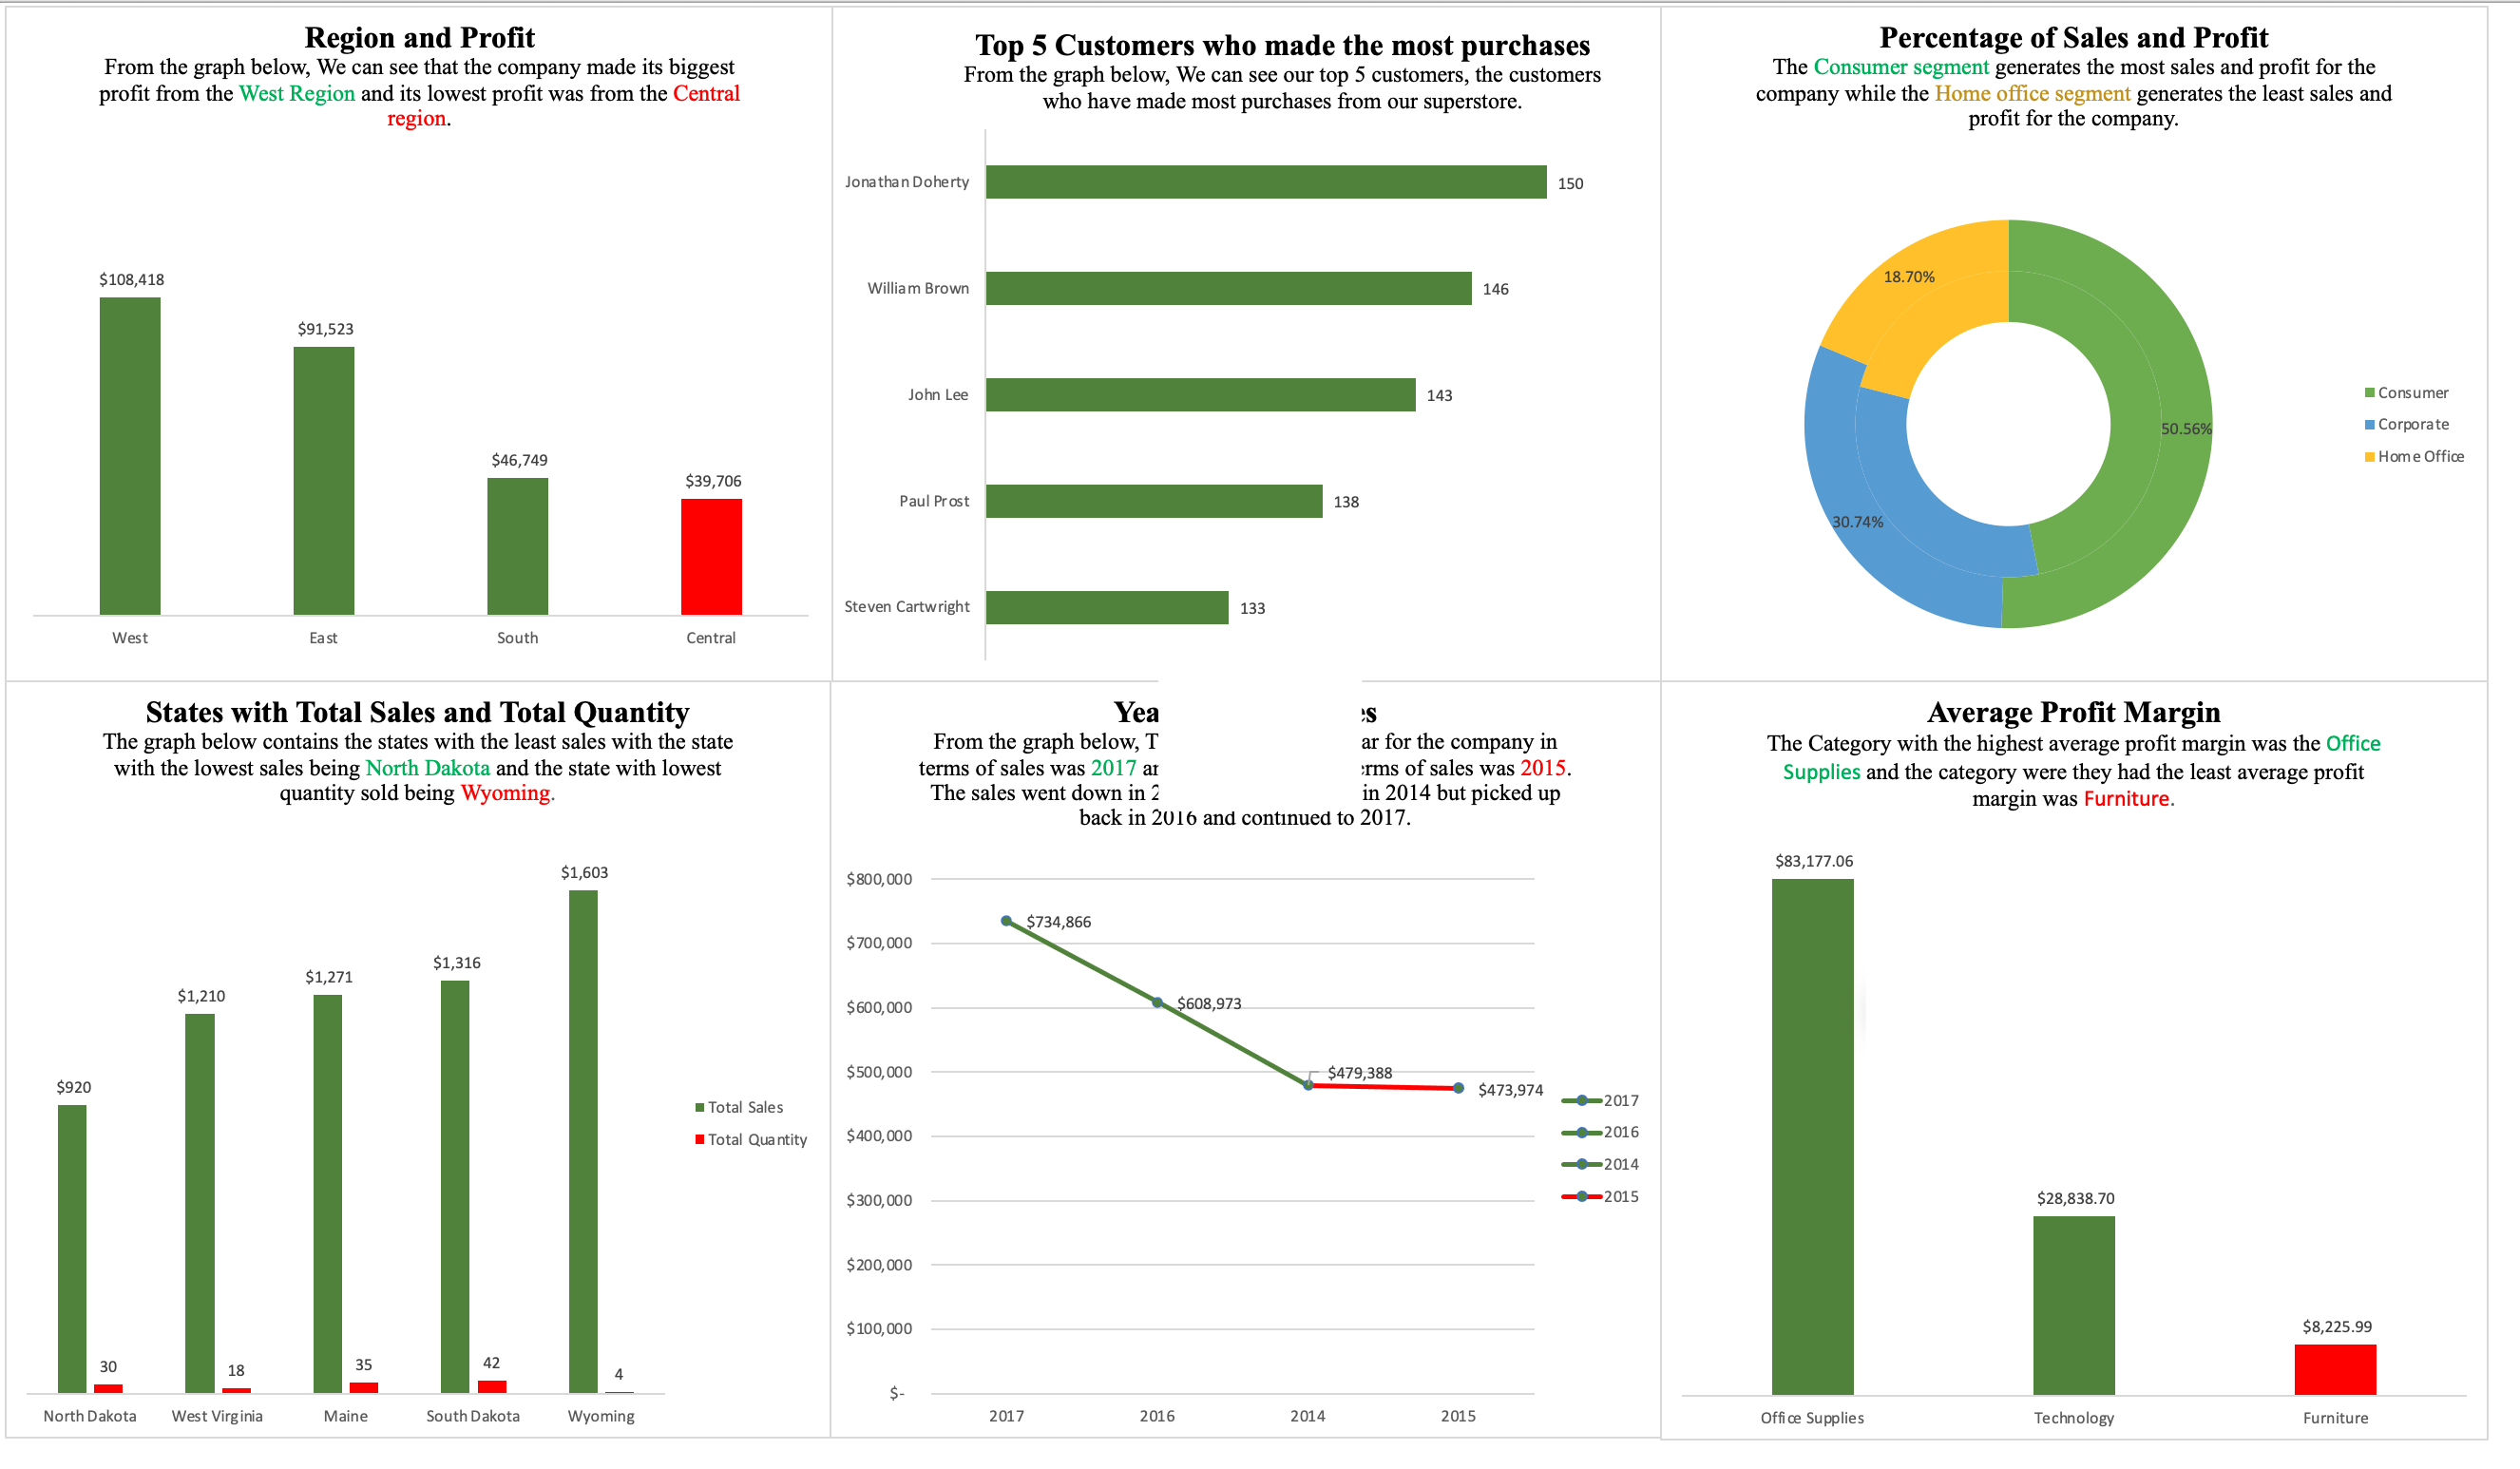 Region and Profit
From the graph below, We can see that the company made its biggest
profit from the West Region and its lowest profit was from the Central
region.
$108,418
$91,523
$46,749
$39,706
West
East
South
Central
Top 5 Customers who made the most purchases
From the graph below, We can see our top 5 customers, the customers
who have made most purchases from our superstore.
Jonathan Doherty
150
William Brown
146
John Lee
143
Paul Prost
138
Steven Cartwright
133
Percentage of Sales and Profit
The Consumer segment generates the most sales and profit for the
company while the Home office segment generates the least sales and
profit for the company.
18.70%
50.56%
30.74%
Consumer
Corporate
Home Office
States with Total Sales and Total Quantity
The graph below contains the states with the least sales with the state
with the lowest sales being North Dakota and the state with lowest
quantity sold being Wyoming.
$920
$1,210
$1,271
$1,316
$1,603
30
18
35
42
4
North Dakota
West Virginia
Maine
South Dakota
Wyoming
Total Sales
Total Quantity
From the graph below, for the company in
terms of sales was 2017 of sales was 2015.
The sales went down in in 2014 but picked up
back in 2016 and continued to 2017.
$800,000
$700,000
$600,000
$500,000
$400,000
$300,000
$200,000
$100,000
$-
$734,866
$608,973
$479,388
$473,974
2017
2016
2014
2015
2017
2016
2014
2015
Average Profit Margin
The Category with the highest average profit margin was the Office
Supplies and the category were they had the least average profit
margin was Furniture.
$83,177.06
$28,838.70
$8,225.99
Office Supplies
Technology
Furniture